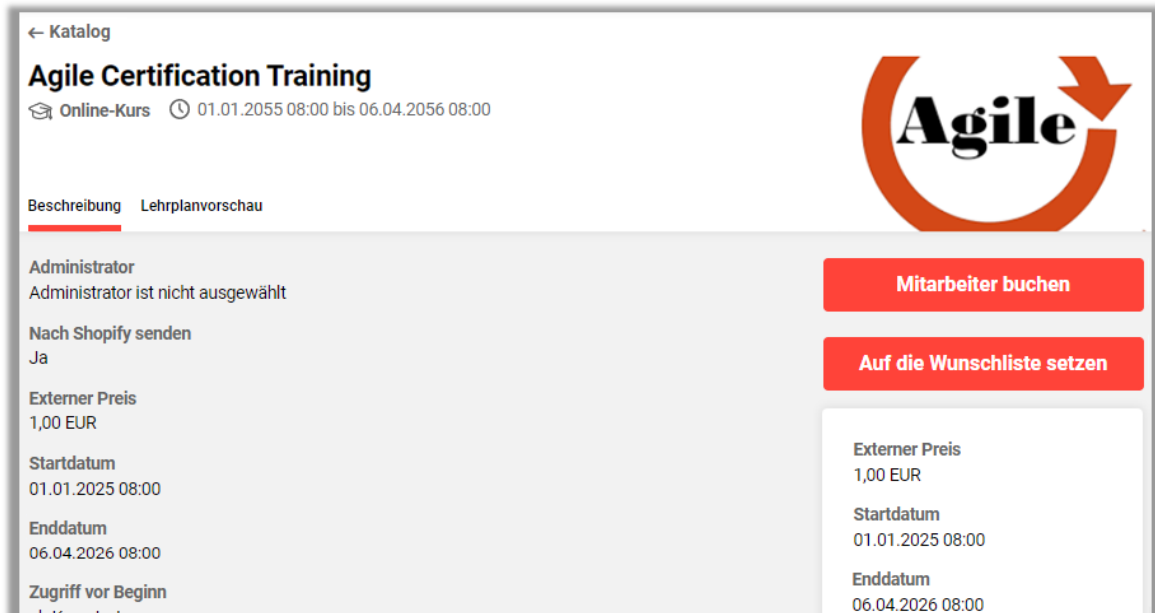 ← Katalog
Agile Certification Training
Online-Kurs 01.01.2055 08:00 bis 06.04.2056 08:00
Agile
Beschreibung Lehrplanvorschau
Administrator
Administrator ist nicht ausgewählt
Nach Shopify senden
Ja
Externer Preis
1,00 EUR
Startdatum
01.01.2025 08:00
Enddatum
06.04.2026 08:00
Zugriff vor Beginn
Mitarbeiter buchen
Auf die Wunschliste setzen
Externer Preis
1,00 EUR
Startdatum
01.01.2025 08:00
Enddatum
06.04.2026 08:00